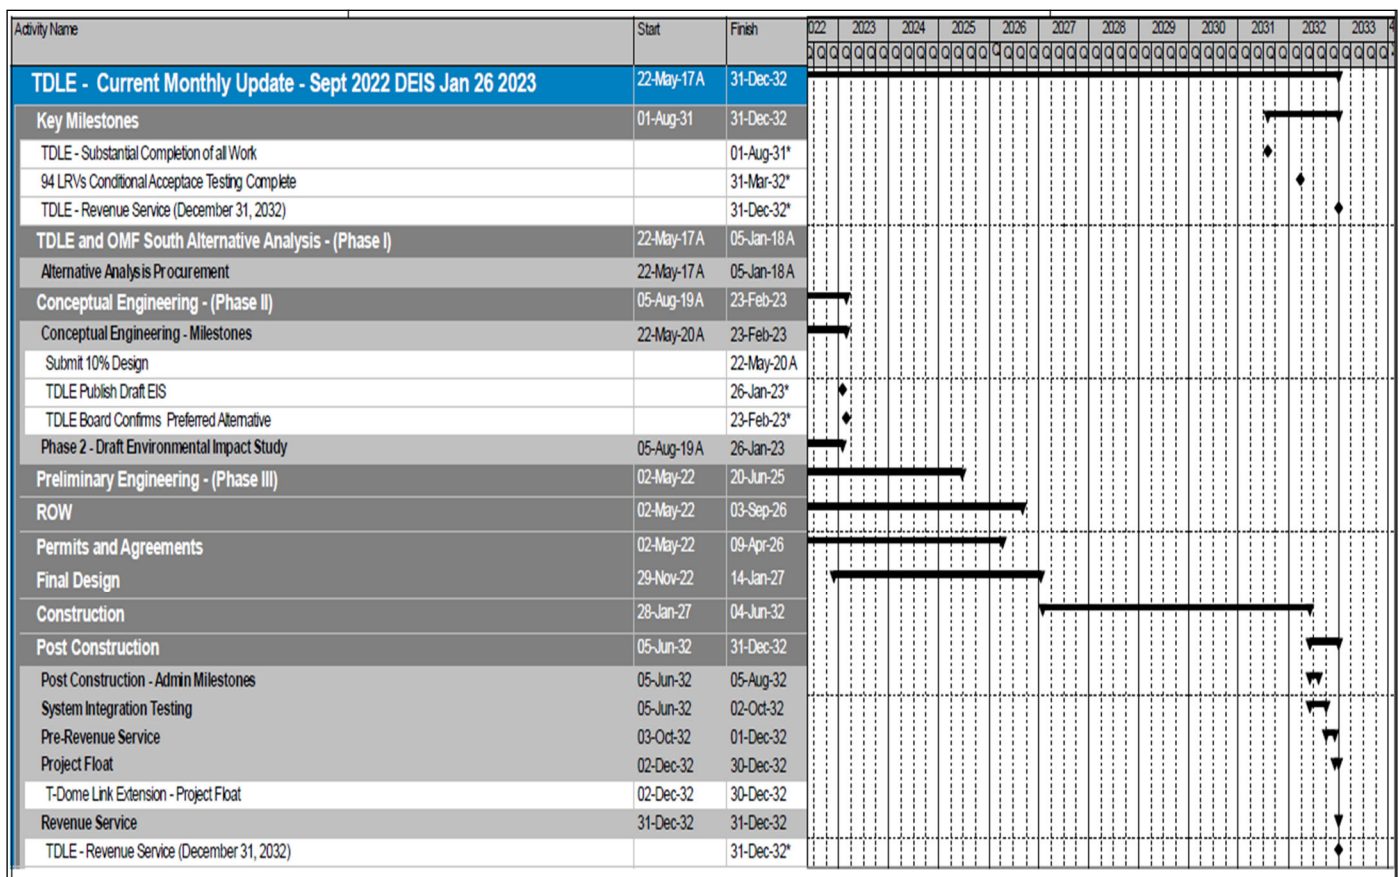 Activity Name Start Finish 022 2023 2024 2025 2026 2027 2028 2029 2030 2031 2032 2033 4
Q Q Q Q Q Q Q Q Q Q Q Q Q Q Q Q Q Q Q Q Q Q Q Q Q Q Q Q Q Q Q Q Q Q Q Q Q Q Q Q Q Q Q Q Q Q
TDLE - Current Monthly Update - Sept 2022 DEIS Jan 26 2023 22-May-17 A 31-Dec-32
Key Milestones 01-Aug-31 31-Dec-32
TDLE - Substantial Completion of all Work 01-Aug-31*
94 LRVs Conditional Acceptace Testing Complete 31-Mar-32*
TDLE - Revenue Service (December 31, 2032) 31-Dec-32*
TDLE and OMF South Alternative Analysis - (Phase I) 22-May-17 A 05-Jan-18 A
Alternative Analysis Procurement 22-May-17 A 05-Jan-18 A
Conceptual Engineering - (Phase II) 05-Aug-19 A 23-Feb-23
Conceptual Engineering - Milestones 22-May-20 A 23-Feb-23
Submit 10% Design 22-May-20 A
TDLE Publish Draft EIS 26-Jan-23*
TDLE Board Confirms Preferred Alternative 23-Feb-23*
Phase 2 - Draft Environmental Impact Study 05-Aug-19 A 26-Jan-23
Preliminary Engineering - (Phase III) 02-May-22 20-Jun-25
ROW 02-May-22 03-Sep-26
Permits and Agreements 02-May-22 09-Apr-26
Final Design 29-Nov-22 14-Jan-27
Construction 28-Jan-27 04-Jun-32
Post Construction 05-Jun-32 31-Dec-32
Post Construction - Admin Milestones 05-Jun-32 05-Aug-32
System Integration Testing 05-Jun-32 02-Oct-32
Pre-Revenue Service 03-Oct-32 01-Dec-32
Project Float 02-Dec-32 30-Dec-32
T-Dome Link Extension - Project Float 02-Dec-32 30-Dec-32
Revenue Service 31-Dec-32 31-Dec-32
TDLE - Revenue Service (December 31, 2032) 31-Dec-32*